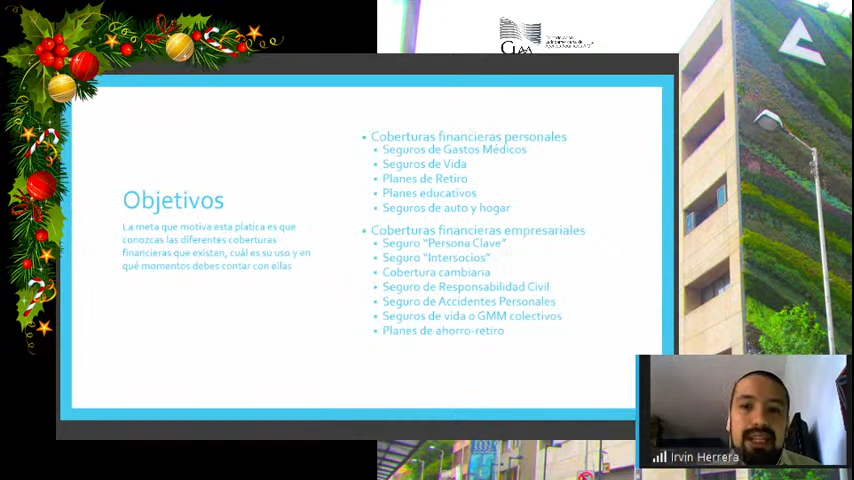 Objetivos
La meta que motiva esta platica es que
conozcas las diferentes coberturas
financieras que existen, cuál es su uso y en
qué momentos debes contar con ellas
• Coberturas financieras personales
• Seguros de Gastos Médicos
• Seguros de Vida
• Planes de Retiro
• Planes educativos
• Seguros de auto y hogar
• Coberturas financieras empresariales
• Seguro “Persona Clave”
• Seguro “Intersocios”
• Cobertura cambiaria
• Seguro de Responsabilidad Civil
• Seguro de Accidentes Personales
• Seguros de vida o GMM colectivos
• Planes de ahorro-retiro
Irvin Herrera